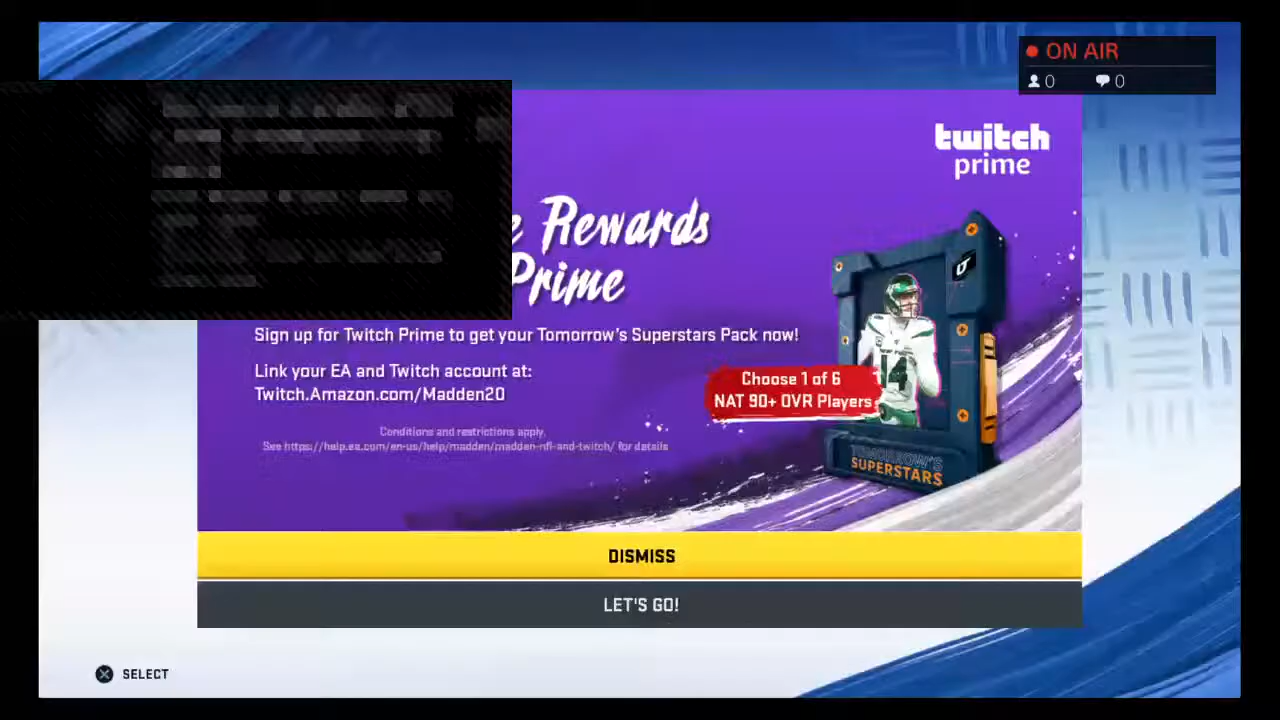 ON AIR
0 0
twitch
prime
Rewards
Prime
Sign up for Twitch Prime to get your Tomorrow's Superstars Pack now!
Link your EA and Twitch account at:
Twitch.Amazon.com/Madden20
Choose 1 of 6
NAT 90+ OVR Players
14
Conditions and restrictions apply.
See https://help.ea.com/en-us/help/madden/madden-nfl-and-twitch/ for details
TOMORROW'S
SUPERSTARS
DISMISS
LET'S GO!
SELECT